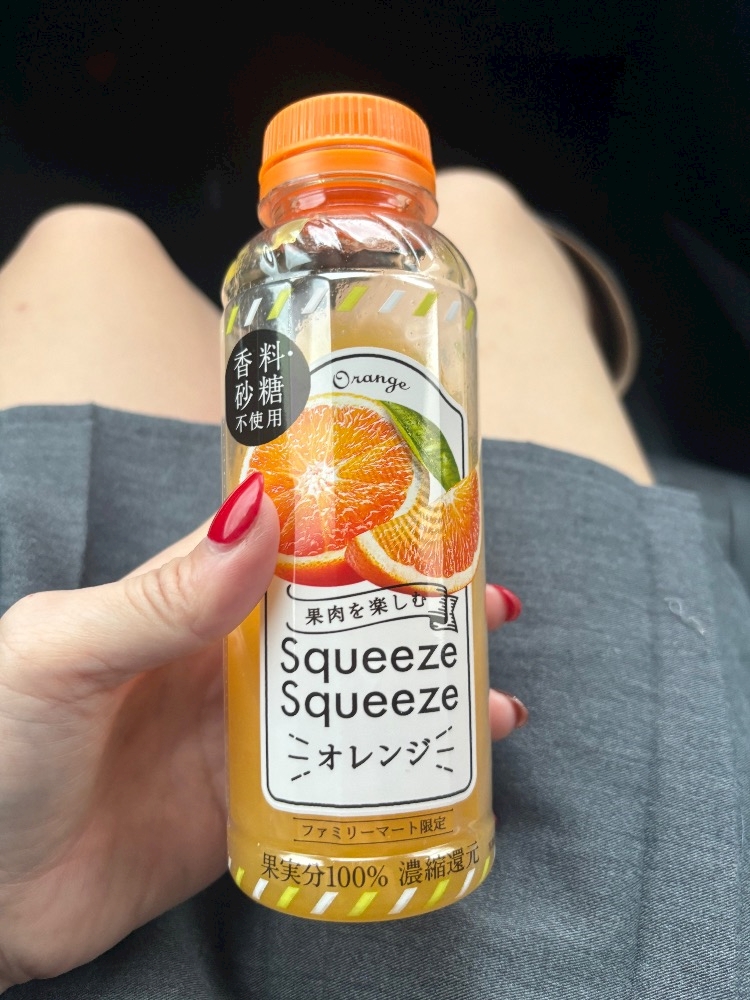 香料・
砂糖
不使用
Orange
果肉を楽しむ
Squeeze
Squeeze
オレンジ
ファミリーマート限定
果実分100% 濃縮還元